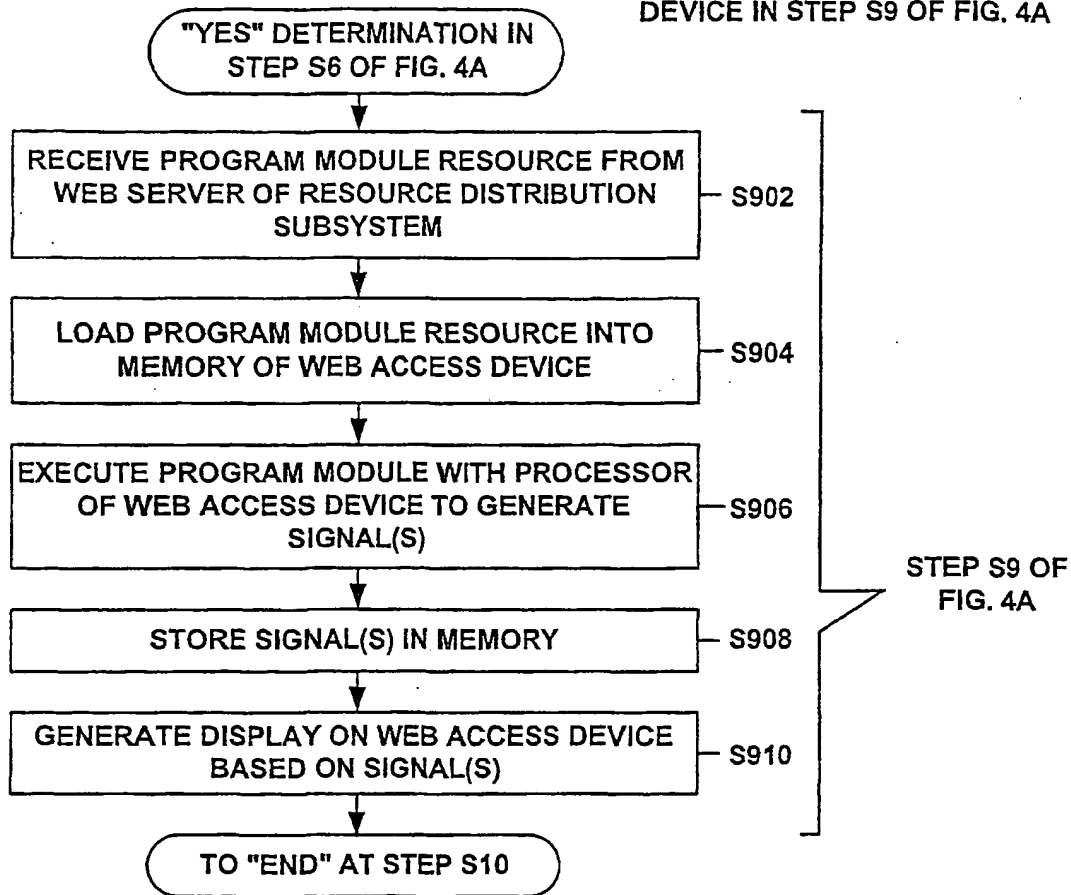 DEVICE IN STEP S9 OF FIG. 4A
"YES" DETERMINATION IN
STEP S6 OF FIG. 4A
RECEIVE PROGRAM MODULE RESOURCE FROM
WEB SERVER OF RESOURCE DISTRIBUTION
SUBSYSTEM
S902
LOAD PROGRAM MODULE RESOURCE INTO
MEMORY OF WEB ACCESS DEVICE
S904
EXECUTE PROGRAM MODULE WITH PROCESSOR
OF WEB ACCESS DEVICE TO GENERATE
SIGNAL(S)
S906
STEP S9 OF
FIG. 4A
STORE SIGNAL(S) IN MEMORY
S908
GENERATE DISPLAY ON WEB ACCESS DEVICE
BASED ON SIGNAL(S)
S910
TO "END" AT STEP S10